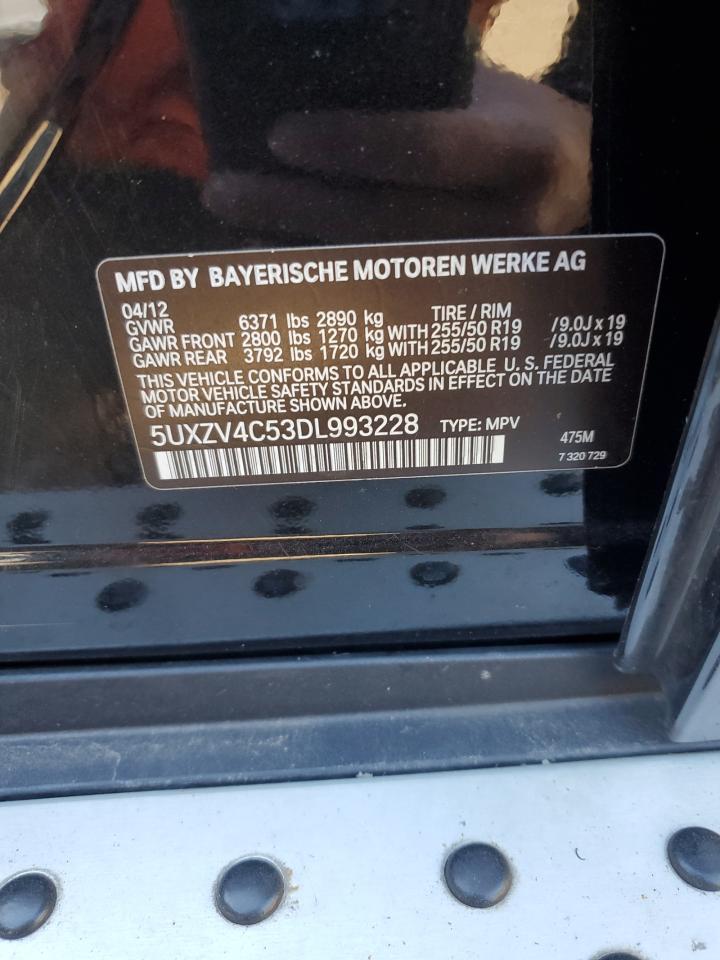 MFD BY BAYERISCHE MOTOREN WERKE AG
04/12 TIRE / RIM
GVWR 6371 lbs 2890 kg
GAWR FRONT 2800 lbs 1270 kg WITH 255/50 R19 /9.0J x 19
GAWR REAR 3792 lbs 1720 kg WITH 255/50 R19 /9.0J x 19
THIS VEHICLE CONFORMS TO ALL APPLICABLE U. S. FEDERAL
MOTOR VEHICLE SAFETY STANDARDS IN EFFECT ON THE DATE
OF MANUFACTURE SHOWN ABOVE.
5UXZV4C53DL993228 TYPE: MPV 475M
7 320 729